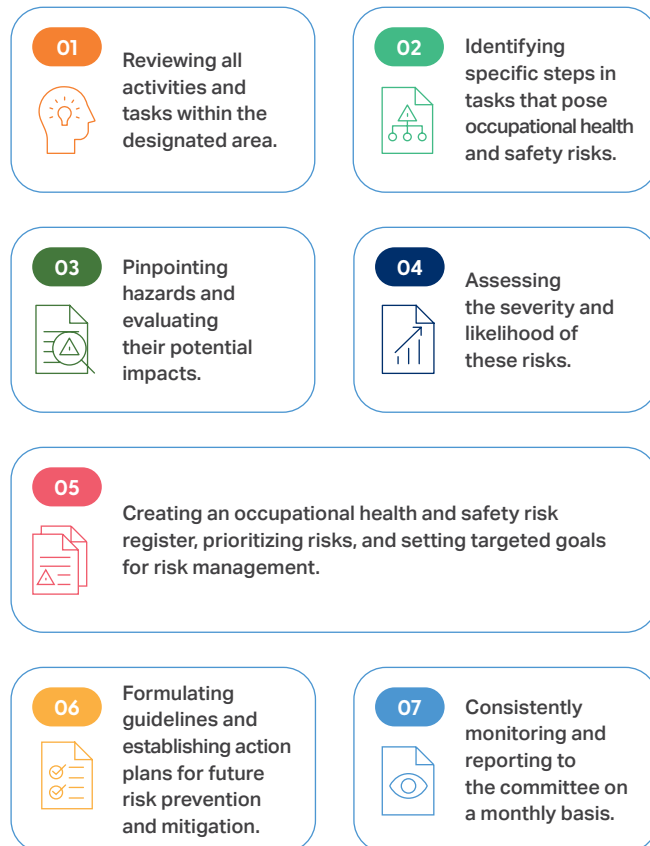 01
Reviewing all
activities and
tasks within the
designated area.
02
Identifying
specific steps in
tasks that pose
occupational health
and safety risks.
03
Pinpointing
hazards and
evaluating
their potential
impacts.
04
Assessing
the severity and
likelihood of
these risks.
05
Creating an occupational health and safety risk
register, prioritizing risks, and setting targeted goals
for risk management.
06
Formulating
guidelines and
establishing action
plans for future
risk prevention
and mitigation.
07
Consistently
monitoring and
reporting to
the committee on
a monthly basis.